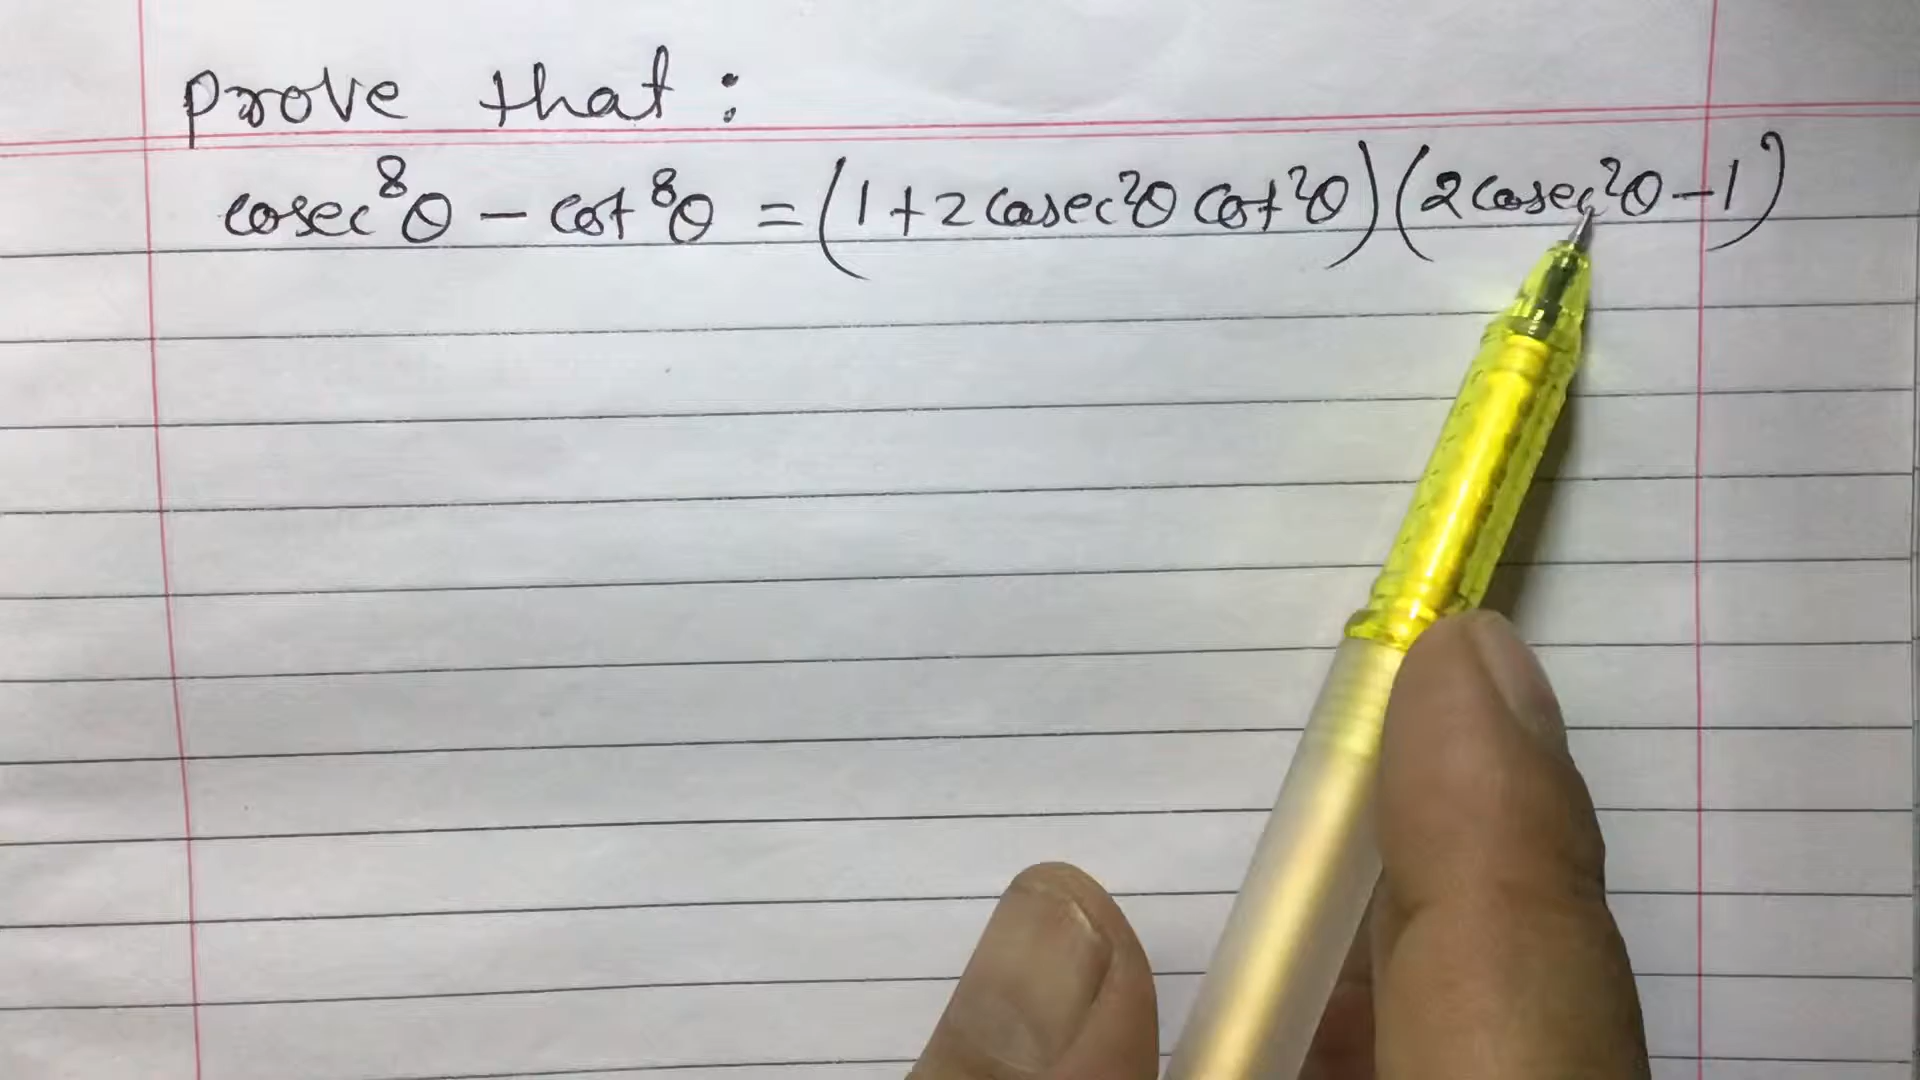 Prove that :
cosec⁸θ - cot⁸θ = (1+2cosec²θ cot²θ)(2cosec²θ-1)